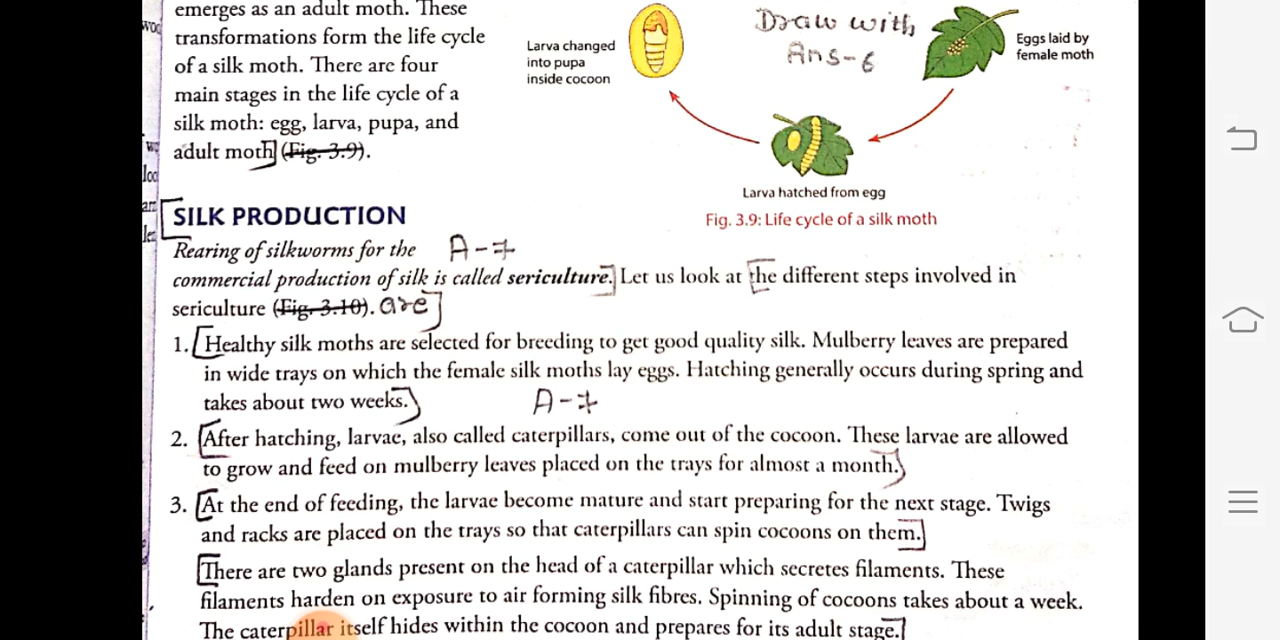 emerges as an adult moth. These
transformations form the life cycle
of a silk moth. There are four
main stages in the life cycle of a
silk moth: egg, larva, pupa, and
adult moth (Fig. 3.9).
Larva changed
into pupa
inside cocoon
Draw with
Ans-6
Eggs laid by
female moth
Larva hatched from egg
Fig. 3.9: Life cycle of a silk moth
SILK PRODUCTION
Rearing of silkworms for the A-7
commercial production of silk is called sericulture. Let us look at the different steps involved in
sericulture (Fig. 3.10). are
1. Healthy silk moths are selected for breeding to get good quality silk. Mulberry leaves are prepared
in wide trays on which the female silk moths lay eggs. Hatching generally occurs during spring and
takes about two weeks. A-7
2. After hatching, larvae, also called caterpillars, come out of the cocoon. These larvae are allowed
to grow and feed on mulberry leaves placed on the trays for almost a month.
3. At the end of feeding, the larvae become mature and start preparing for the next stage. Twigs
and racks are placed on the trays so that caterpillars can spin cocoons on them.
There are two glands present on the head of a caterpillar which secretes filaments. These
filaments harden on exposure to air forming silk fibres. Spinning of cocoons takes about a week.
The caterpillar itself hides within the cocoon and prepares for its adult stage.